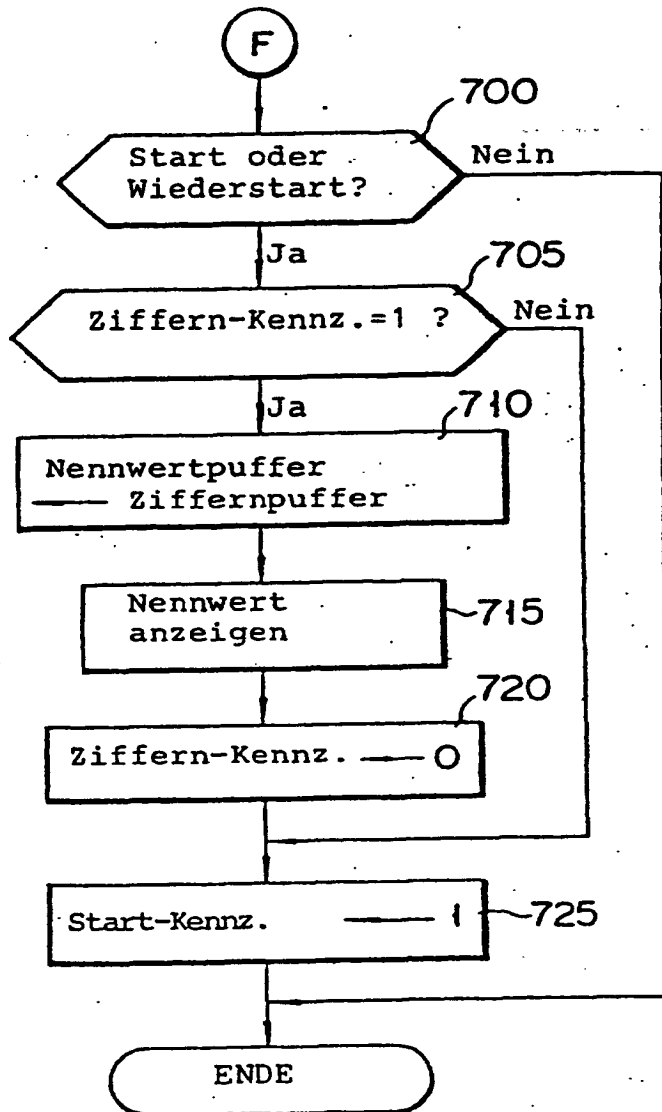 F
700
Start oder
Wiederstart?
Nein
Ja
705
Ziffern-Kennz.=1 ?
Nein
Ja
710
Nennwertpuffer
Ziffernpuffer
Nennwert
anzeigen
715
720
Ziffern-Kennz. 0
Start-Kennz. 1
725
ENDE